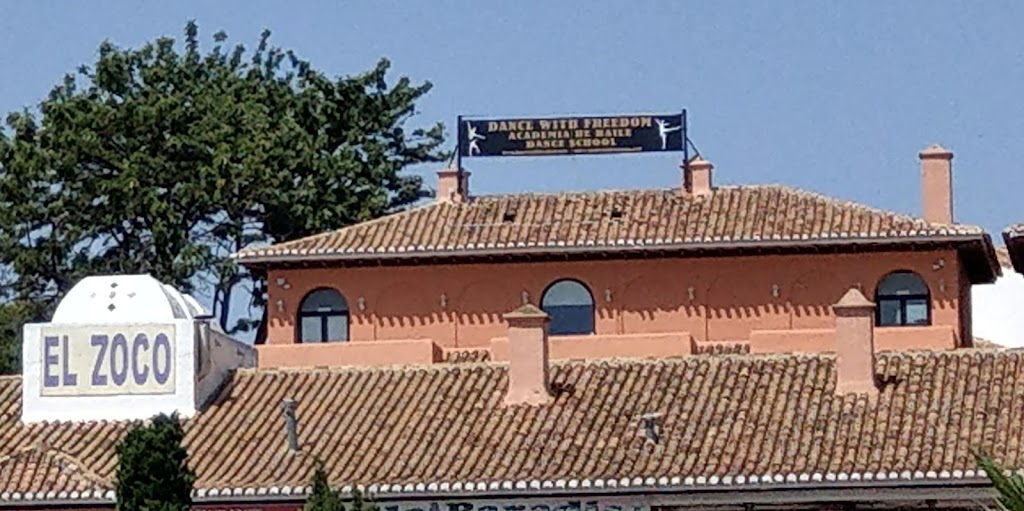 DANCE WITH FREEDOM
ACADEMIA DE BAILE
DANCE SCHOOL
EL ZOCO